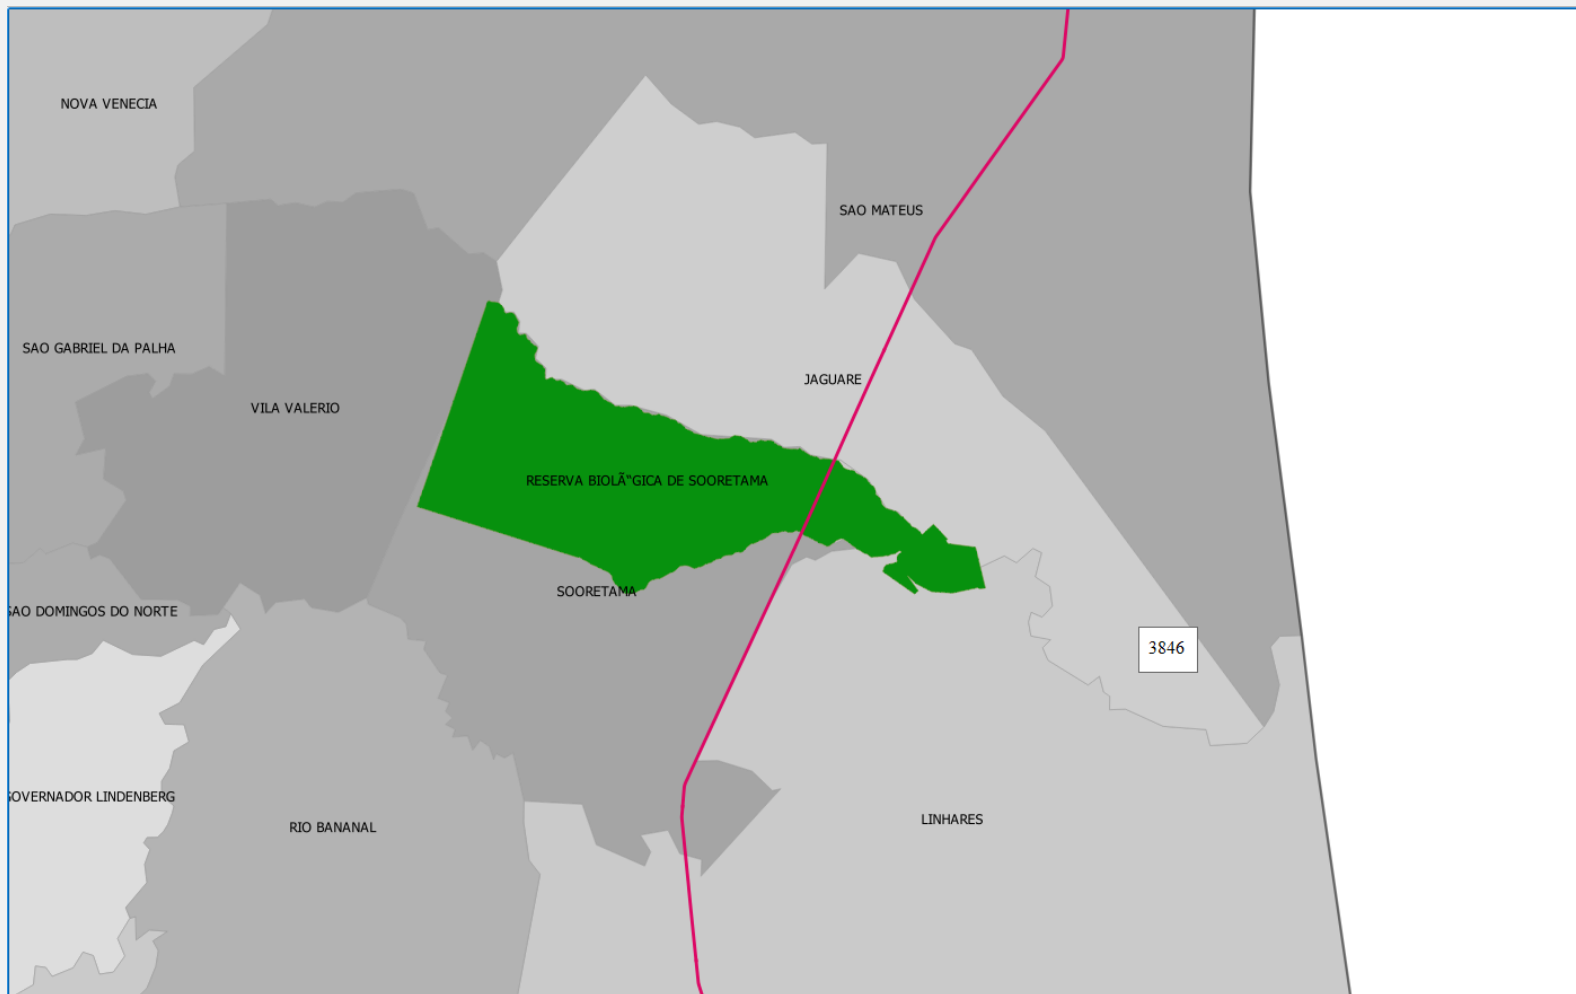 NOVA VENECIA
SAO MATEUS
SAO GABRIEL DA PALHA
JAGUARE
VILA VALERIO
RESERVA BIOLÃ"GICA DE SOORETAMA
SOORETAMA
SAO DOMINGOS DO NORTE
3846
GOVERNADOR LINDENBERG
LINHARES
RIO BANANAL